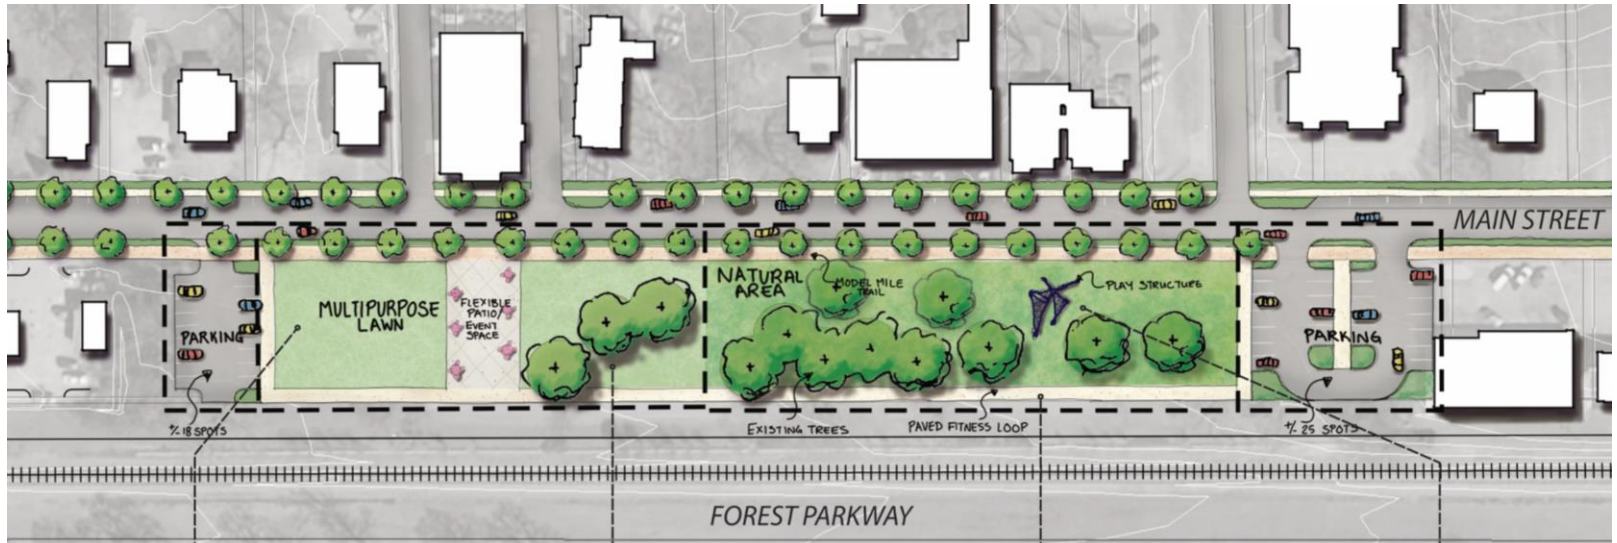 MAIN STREET
NATURAL
AREA
MODEL MILE
TRAIL
PLAY STRUCTURE
MULTIPURPOSE
LAWN
FLEXIBLE
PATIO/
EVENT
SPACE
PARKING
PARKING
+/- 18 SPOTS
EXISTING TREES
PAVED FITNESS LOOP
+/- 25 SPOTS
FOREST PARKWAY